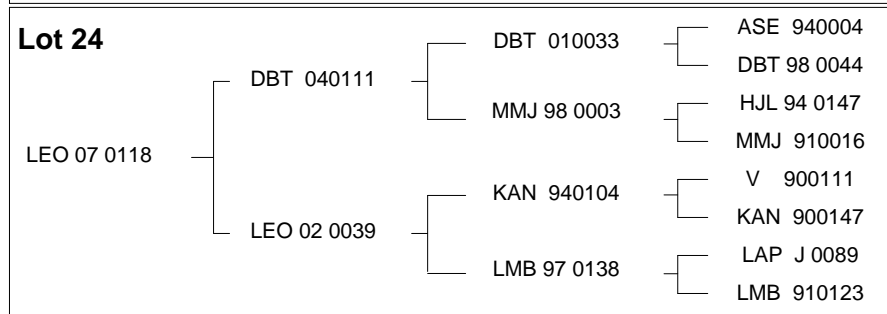 Lot 24
LEO 07 0118
DBT 040111
LEO 02 0039
DBT 010033
MMJ 98 0003
KAN 940104
LMB 97 0138
ASE 940004
DBT 98 0044
HJL 94 0147
MMJ 910016
V 900111
KAN 900147
LAP J 0089
LMB 910123